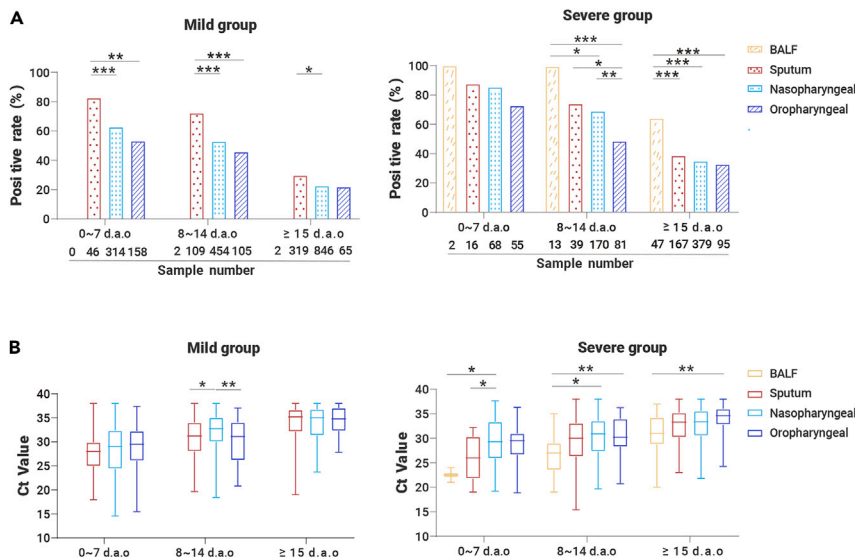 A
Mild group
Positive rate (%)
100
80
60
40
20
0
** 
***
***
***
*
0~7 d.a.o 8~14 d.a.o ≥ 15 d.a.o
0 46 314 158 2 109 454 105 2 319 846 65
Sample number
Severe group
Positive rate (%)
100
80
60
40
20
0
***
*
*
**
***
***
***
0~7 d.a.o 8~14 d.a.o ≥ 15 d.a.o
2 16 68 55 13 39 170 81 47 167 379 95
Sample number
BALF
Sputum
Nasopharyngeal
Oropharyngeal
B
Mild group
Ct Value
40
35
30
25
20
15
10
* **
0~7 d.a.o 8~14 d.a.o ≥ 15 d.a.o
Severe group
Ct Value
40
35
30
25
20
15
10
*
*
**
*
**
0~7 d.a.o 8~14 d.a.o ≥ 15 d.a.o
BALF
Sputum
Nasopharyngeal
Oropharyngeal